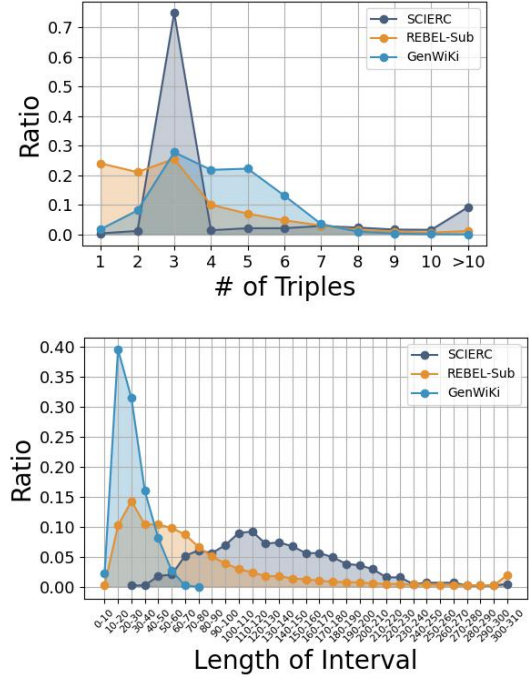 SCIERC
REBEL-Sub
GenWiKi
Ratio
0.7
0.6
0.5
0.4
0.3
0.2
0.1
0.0
1 2 3 4 5 6 7 8 9 10 >10
# of Triples
SCIERC
REBEL-Sub
GenWiKi
Ratio
0.40
0.35
0.30
0.25
0.20
0.15
0.10
0.05
0.00
0-10 10-20 20-30 30-40 40-50 50-60 60-70 70-80 80-90 90-100 100-110 110-120 120-130 130-140 140-150 150-160 160-170 170-180 180-190 190-200 200-210 210-220 220-230 230-240 240-250 250-260 260-270 270-280 280-290 290-300 300-310
Length of Interval